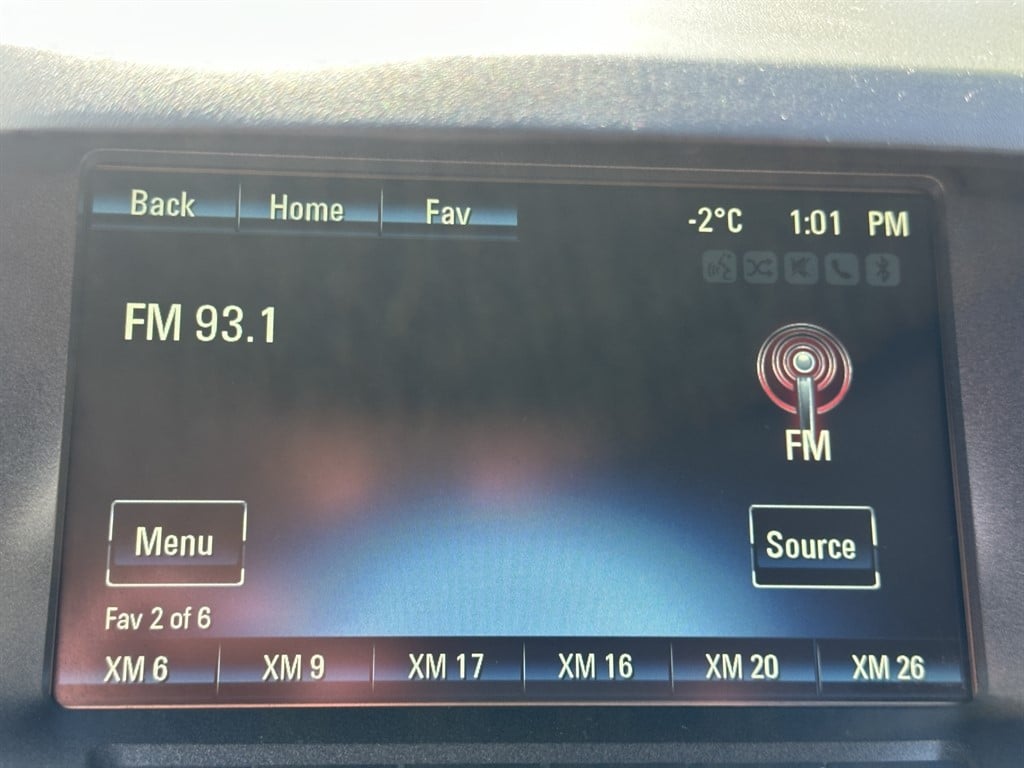 Back Home Fav -2°C 1:01 PM
FM 93.1
FM
Menu Source
Fav 2 of 6
XM 6 XM 9 XM 17 XM 16 XM 20 XM 26